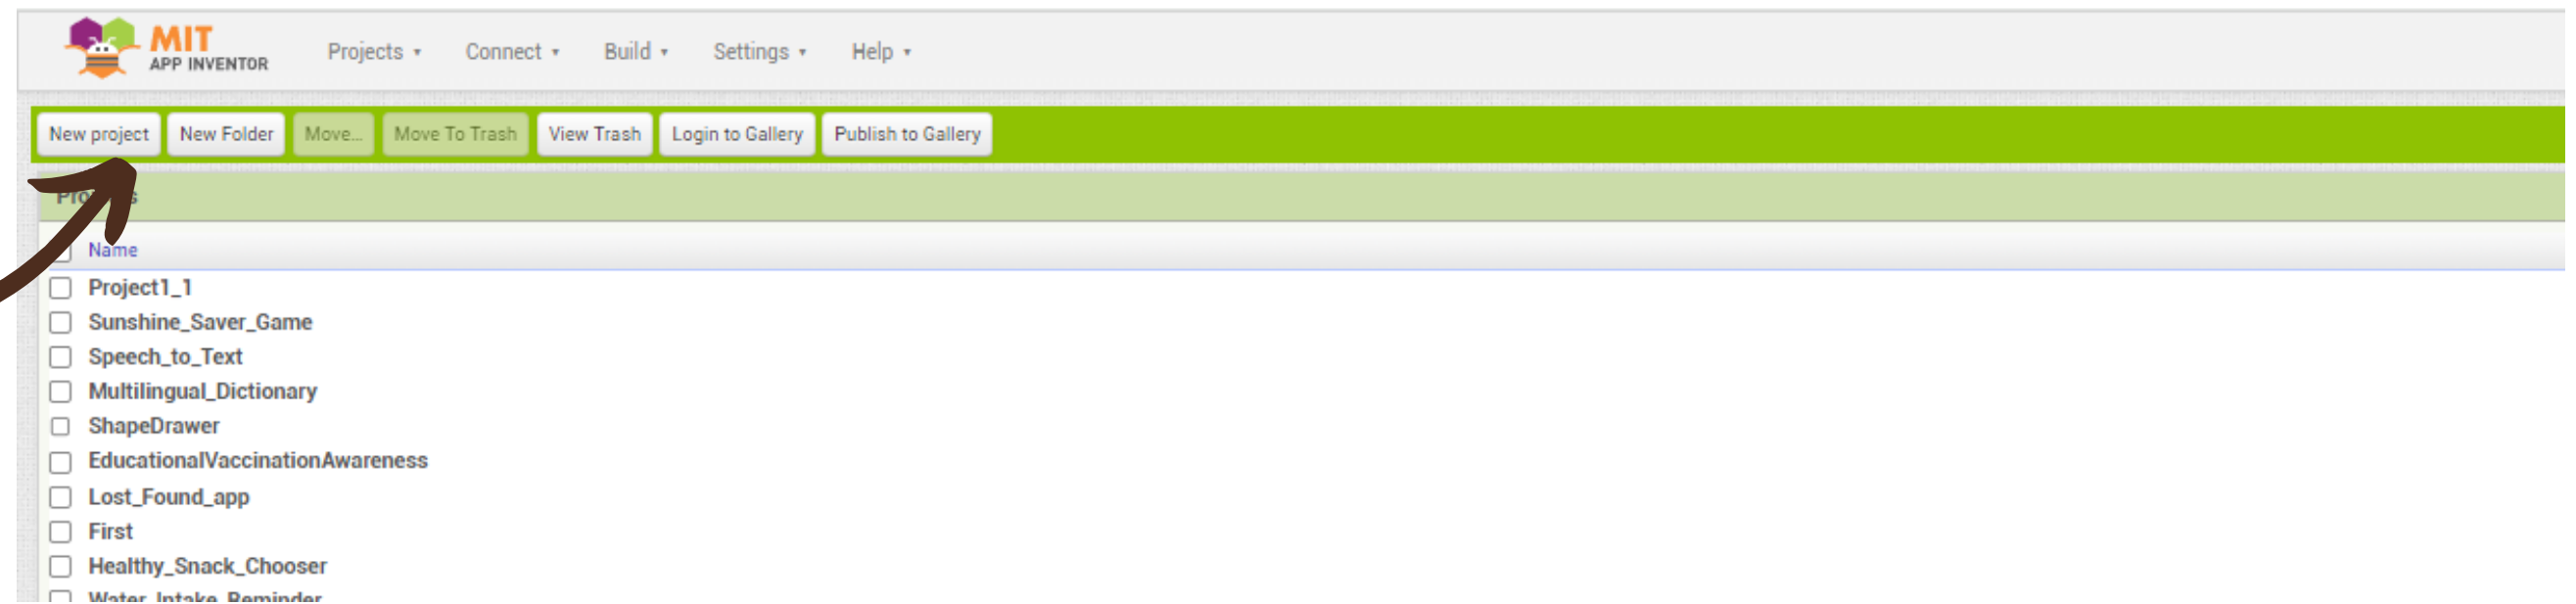 MIT
APP INVENTOR
Projects Connect Build Settings Help
New project New Folder Move... Move To Trash View Trash Login to Gallery Publish to Gallery
Projects
Name
Project1_1
Sunshine_Saver_Game
Speech_to_Text
Multilingual_Dictionary
ShapeDrawer
EducationalVaccinationAwareness
Lost_Found_app
First
Healthy_Snack_Chooser
Water_Intake_Reminder